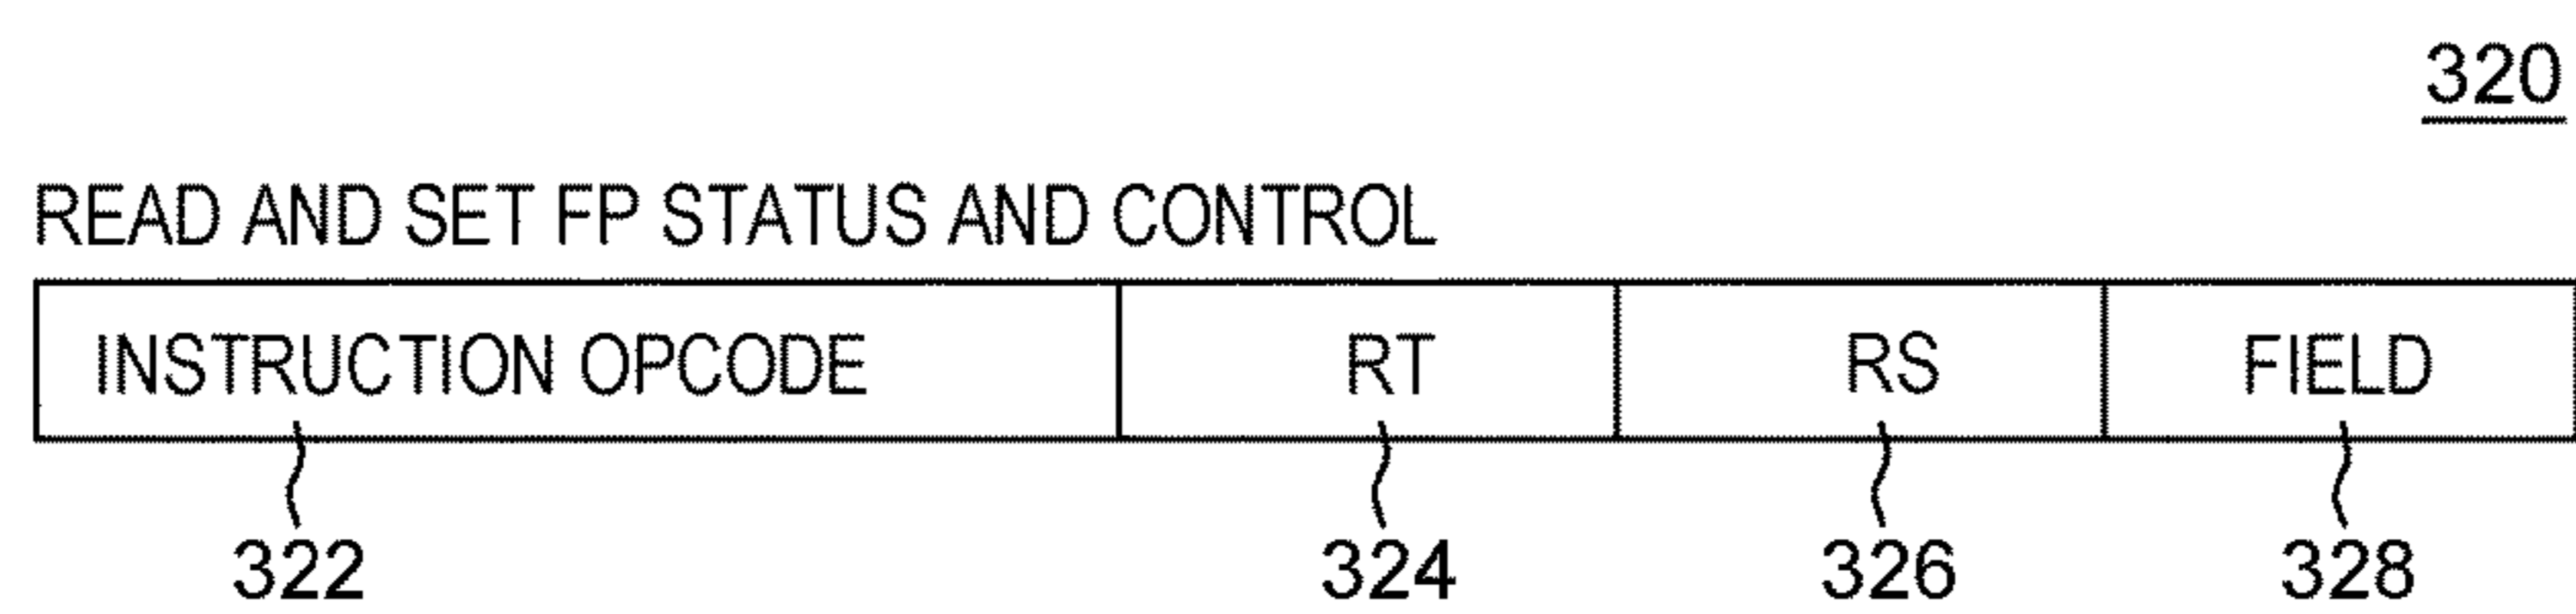 320
READ AND SET FP STATUS AND CONTROL
INSTRUCTION OPCODE RT RS FIELD
322 324 326 328